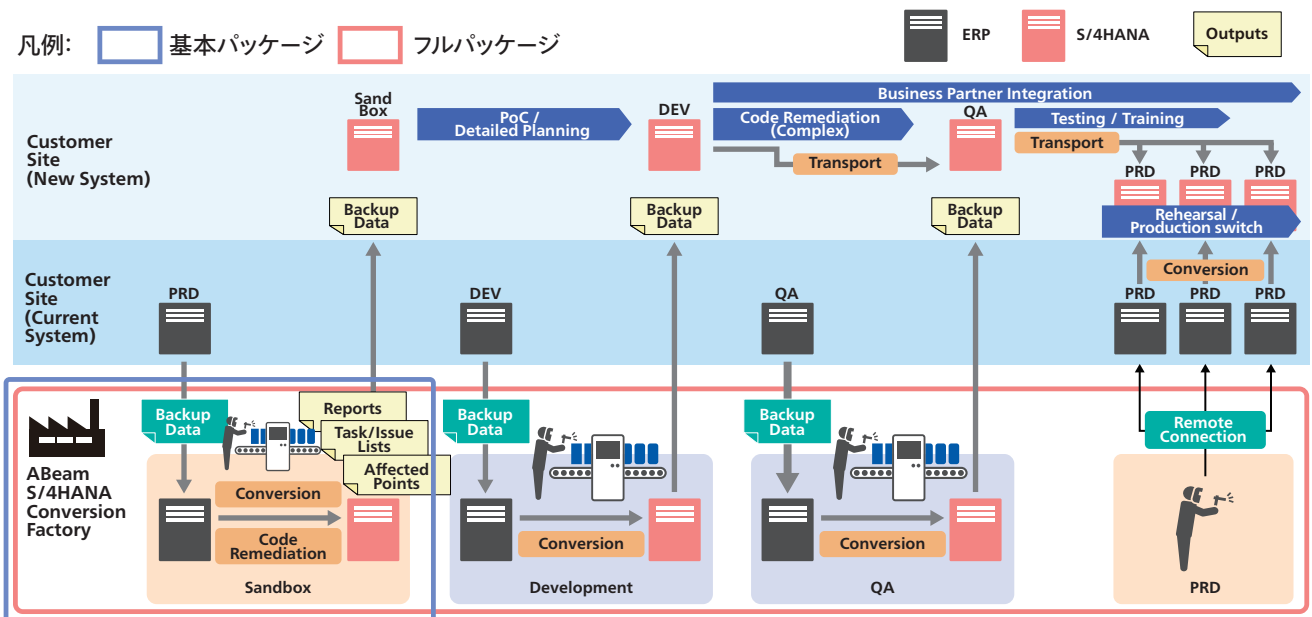 凡例:
基本パッケージ
フルパッケージ
ERP
S/4HANA
Outputs
Customer
Site
(New System)
Sand
Box
PoC /
Detailed Planning
DEV
Business Partner Integration
Code Remediation
(Complex)
Transport
QA
Testing / Training
Transport
PRD
PRD
PRD
Rehearsal /
Production switch
Backup
Data
Backup
Data
Backup
Data
Customer
Site
(Current
System)
PRD
DEV
QA
Conversion
PRD
PRD
PRD
ABeam
S/4HANA
Conversion
Factory
Backup
Data
Reports
Task/Issue
Lists
Affected
Points
Conversion
Code
Remediation
Sandbox
Backup
Data
Conversion
Development
Backup
Data
Conversion
QA
Remote
Connection
PRD